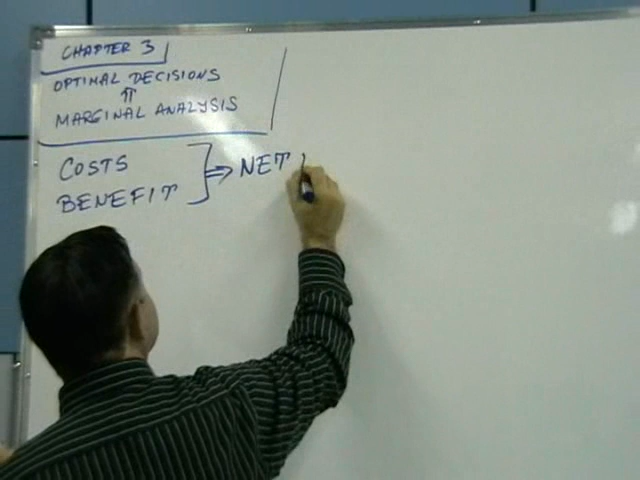 CHAPTER 3
OPTIMAL DECISIONS
⇑
MARGINAL ANALYSIS
COSTS
BENEFIT } ⇒ NET